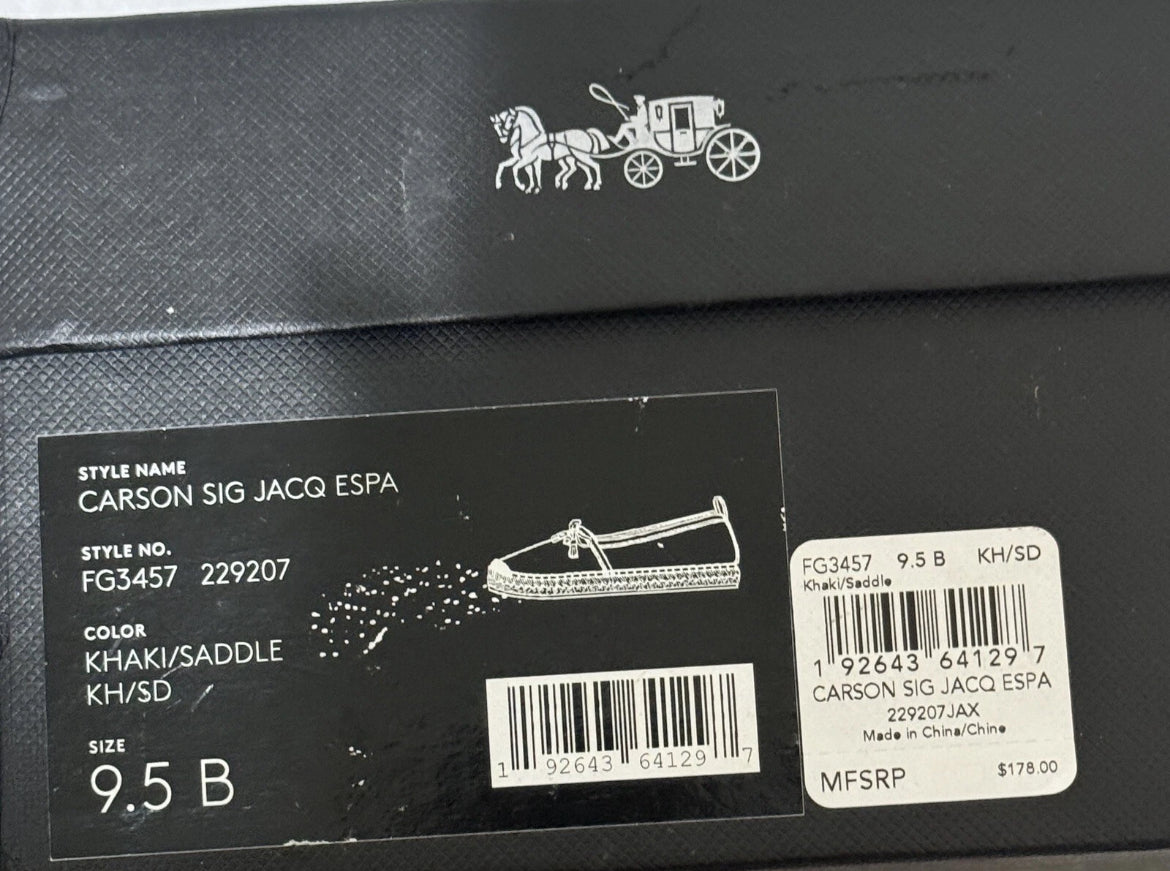 STYLE NAME
CARSON SIG JACQ ESPA
STYLE NO.
FG3457 229207
COLOR
KHAKI/SADDLE
KH/SD
SIZE
9.5 B
1 92643 64129 7
FG3457 9.5 B KH/SD
Khaki/Saddle
1 92643 64129 7
CARSON SIG JACQ ESPA
229207JAX
Made in China/Chine
MFSRP $178.00